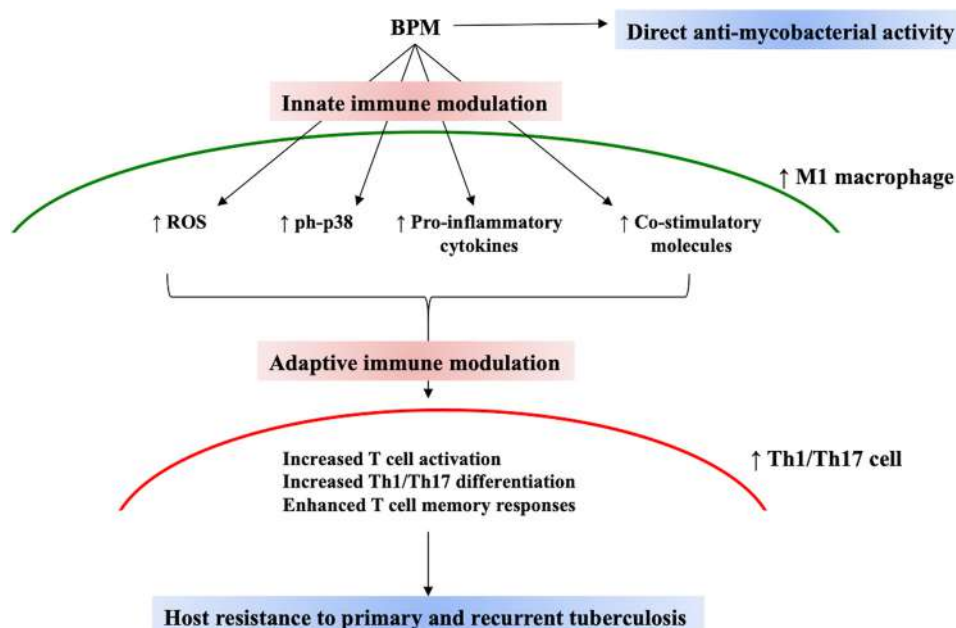 BPM
Direct anti-mycobacterial activity
Innate immune modulation
↑ M1 macrophage
↑ ROS
↑ ph-p38
↑ Pro-inflammatory
cytokines
↑ Co-stimulatory
molecules
Adaptive immune modulation
↑ Th1/Th17 cell
Increased T cell activation
Increased Th1/Th17 differentiation
Enhanced T cell memory responses
Host resistance to primary and recurrent tuberculosis